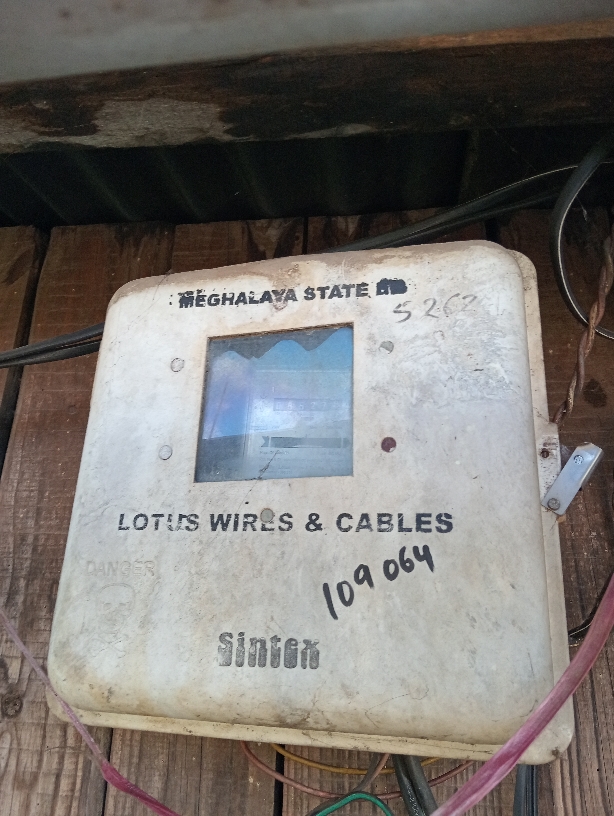 MEGHALAYA STATE
LOTUS WIRES & CABLES
109064
DANGER
Sintex